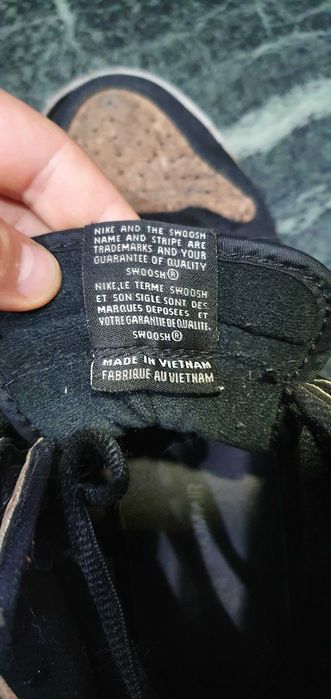 NIKE AND THE SWOOSH
NAME AND STRIPE ARE
TRADEMARKS AND YOUR
GUARANTEE OF QUALITY
SWOOSH®
NIKE,LE TERME SWOOSH
ET SON SIGLE SONT DES
MARQUES DEPOSEES ET
VOTRE GARANTIE DE QUALITE.
SWOOSH®
MADE IN VIETNAM
FABRIQUE AU VIETNAM